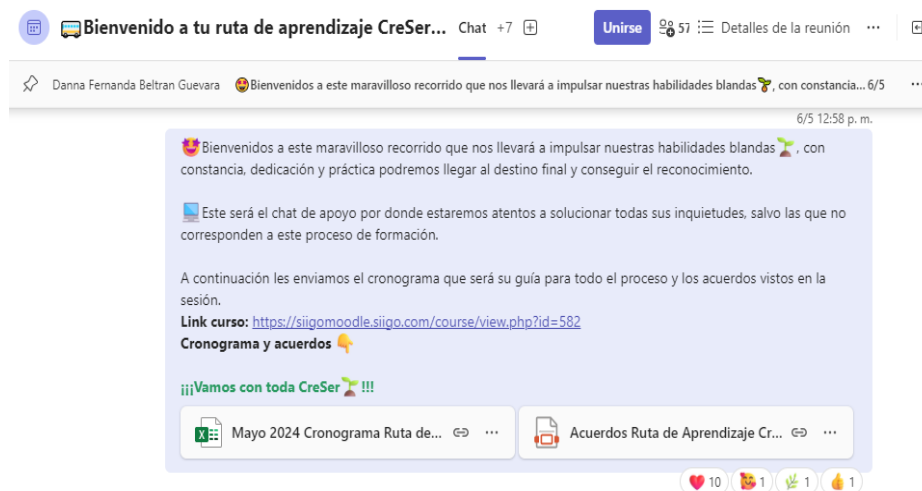 Bienvenido a tu ruta de aprendizaje CreSer... Chat +7 Unirse 57 Detalles de la reunión ...
Danna Fernanda Beltran Guevara 🤩Bienvenidos a este maravilloso recorrido que nos llevará a impulsar nuestras habilidades blandas🌱, con constancia... 6/5 ...
6/5 12:58 p. m.
🤩Bienvenidos a este maravilloso recorrido que nos llevará a impulsar nuestras habilidades blandas🌱, con
constancia, dedicación y práctica podremos llegar al destino final y conseguir el reconocimiento.
💻Este será el chat de apoyo por donde estaremos atentos a solucionar todas sus inquietudes, salvo las que no
corresponden a este proceso de formación.
A continuación les enviamos el cronograma que será su guía para todo el proceso y los acuerdos vistos en la
sesión.
Link curso: https://siigomoodle.siigo.com/course/view.php?id=582
Cronograma y acuerdos 👇
¡¡¡Vamos con toda CreSer🌱!!!
Mayo 2024 Cronograma Ruta de... ... Acuerdos Ruta de Aprendizaje Cr... ...
❤️ 10 🥰 1 🌿 1 👍 1